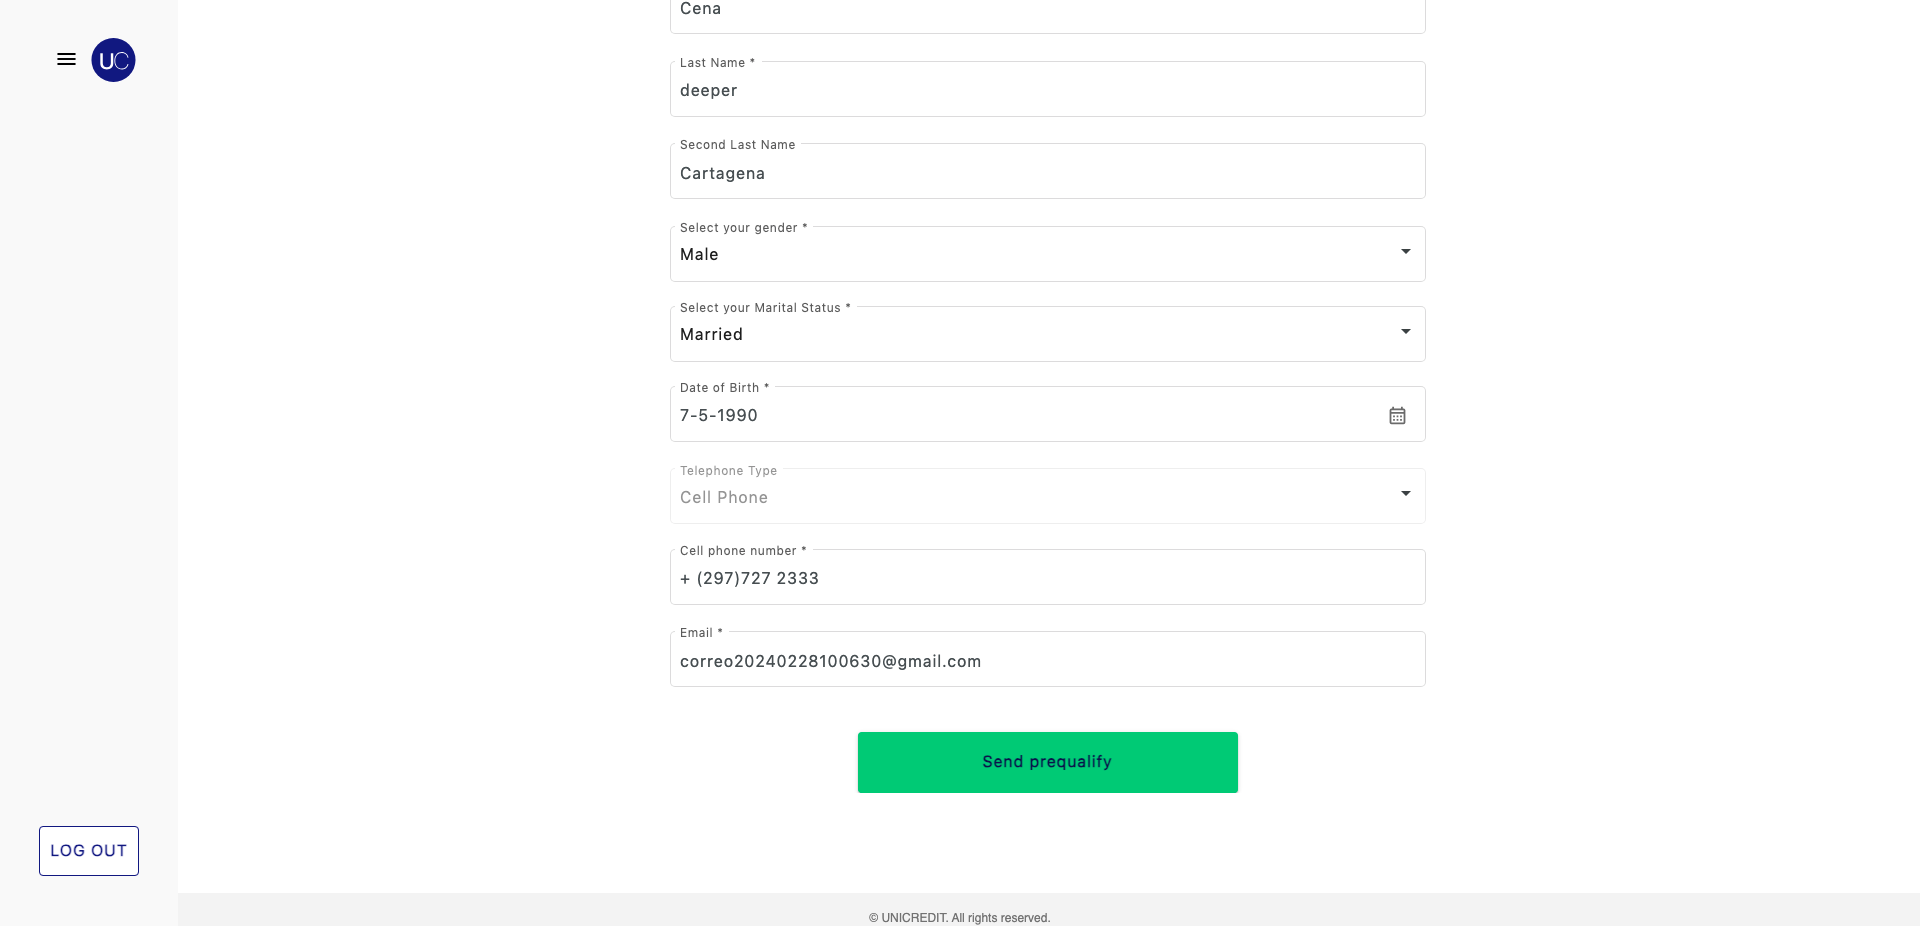 Cena
UC
Last Name *
deeper
Second Last Name
Cartagena
Select your gender *
Male
Select your Marital Status *
Married
Date of Birth *
7-5-1990
Telephone Type
Cell Phone
Cell phone number *
+ (297)727 2333
Email *
correo20240228100630@gmail.com
Send prequalify
LOG OUT
© UNICREDIT. All rights reserved.